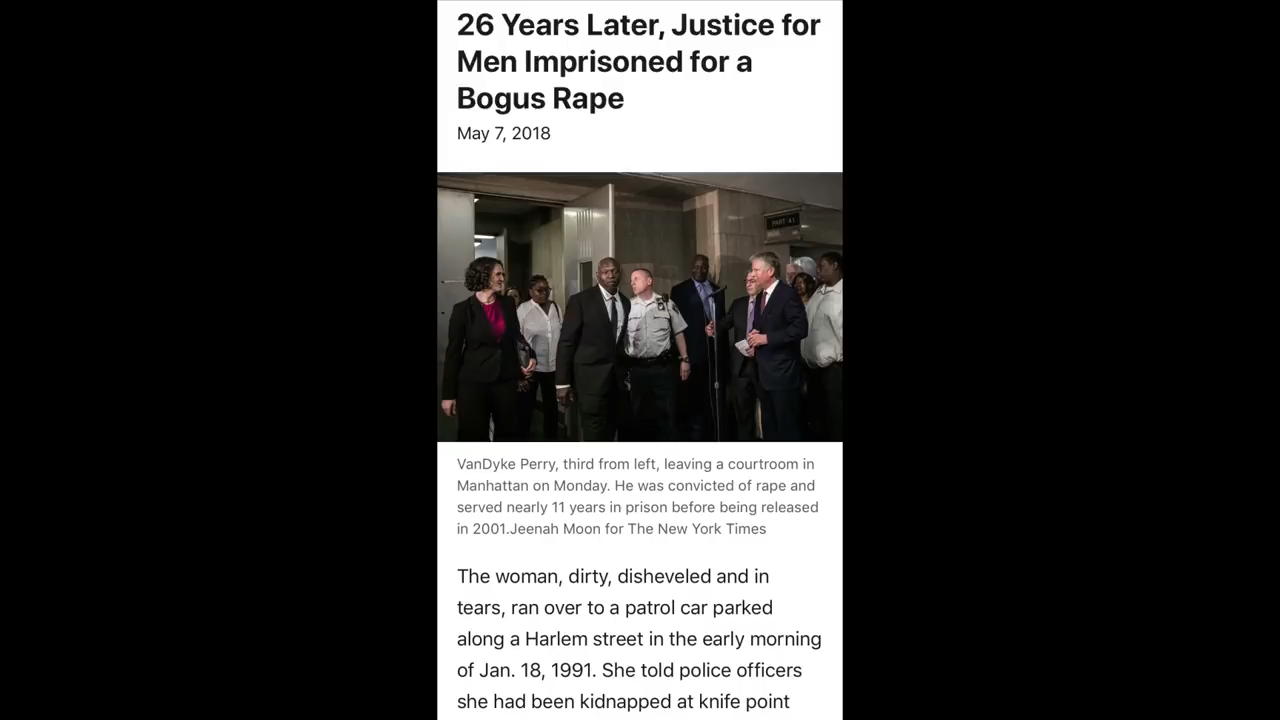 26 Years Later, Justice for
Men Imprisoned for a
Bogus Rape
May 7, 2018
PART 41
VanDyke Perry, third from left, leaving a courtroom in
Manhattan on Monday. He was convicted of rape and
served nearly 11 years in prison before being released
in 2001.Jeenah Moon for The New York Times
The woman, dirty, disheveled and in
tears, ran over to a patrol car parked
along a Harlem street in the early morning
of Jan. 18, 1991. She told police officers
she had been kidnapped at knife point